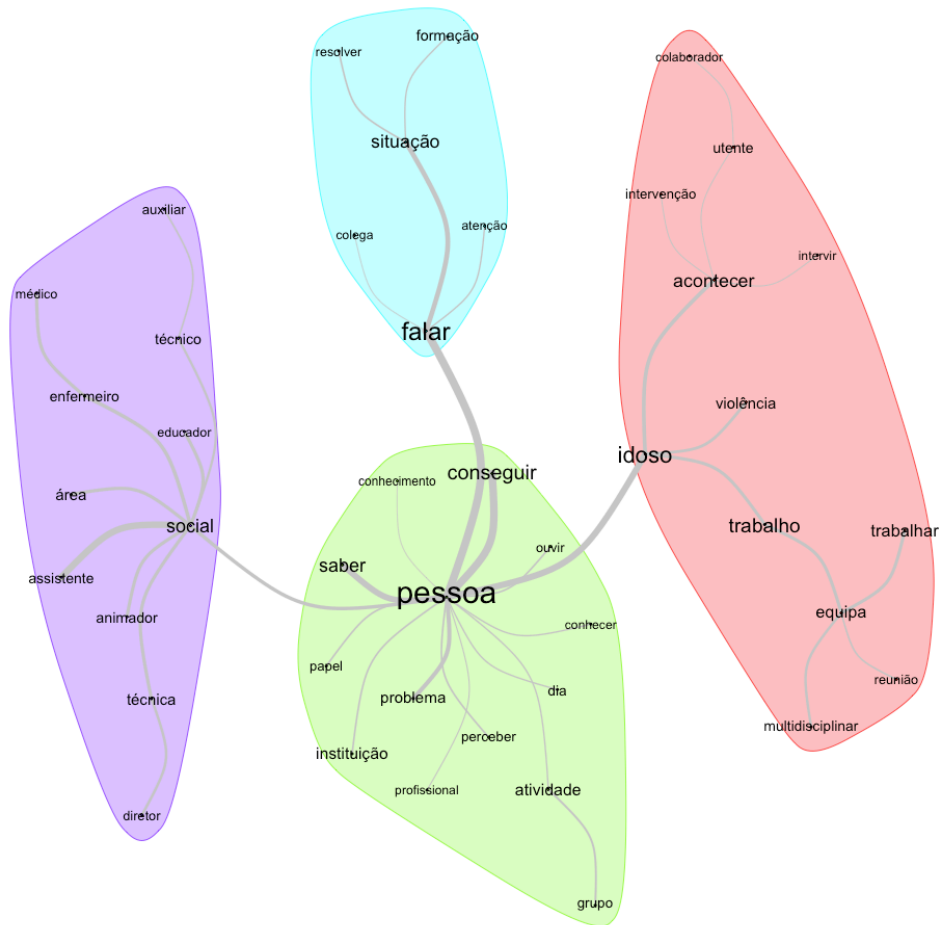 formação
resolver
colaborador
situação
utente
intervenção
auxiliar
atenção
colega
intervir
acontecer
médico
falar
técnico
enfermeiro
violência
educador
idoso
conseguir
conhecimento
área
social
trabalho
trabalhar
ouvir
saber
assistente
pessoa
equipa
animador
conhecer
papel
reunião
dia
problema
técnica
multidisciplinar
perceber
instituição
profissional
atividade
diretor
grupo